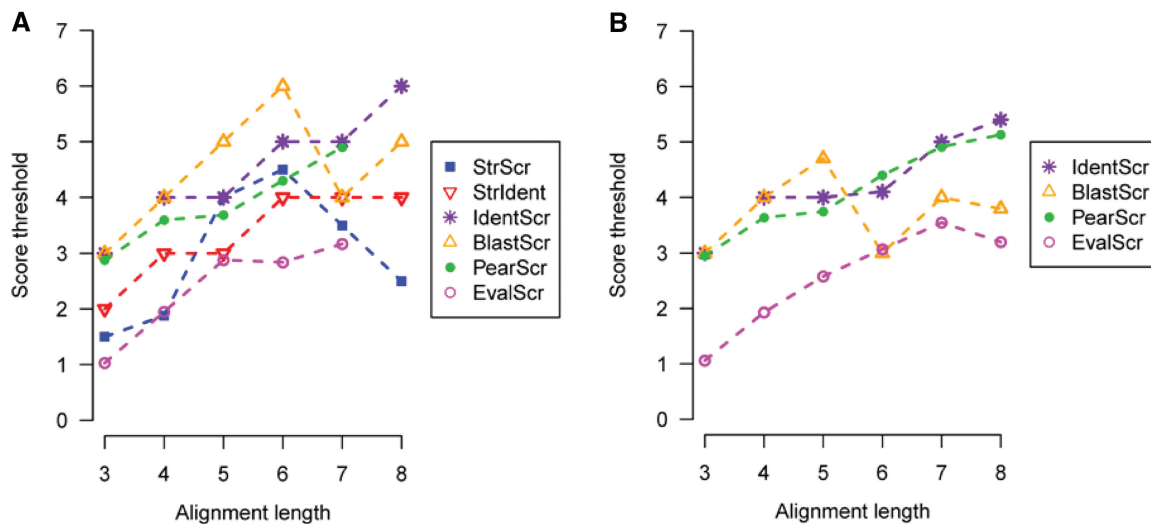 A
7
6
5
4
3
2
1
0
Score threshold
3 4 5 6 7 8
Alignment length
StrScr
StrIdent
IdentScr
BlastScr
PearScr
EvalScr
B
7
6
5
4
3
2
1
0
Score threshold
3 4 5 6 7 8
Alignment length
IdentScr
BlastScr
PearScr
EvalScr